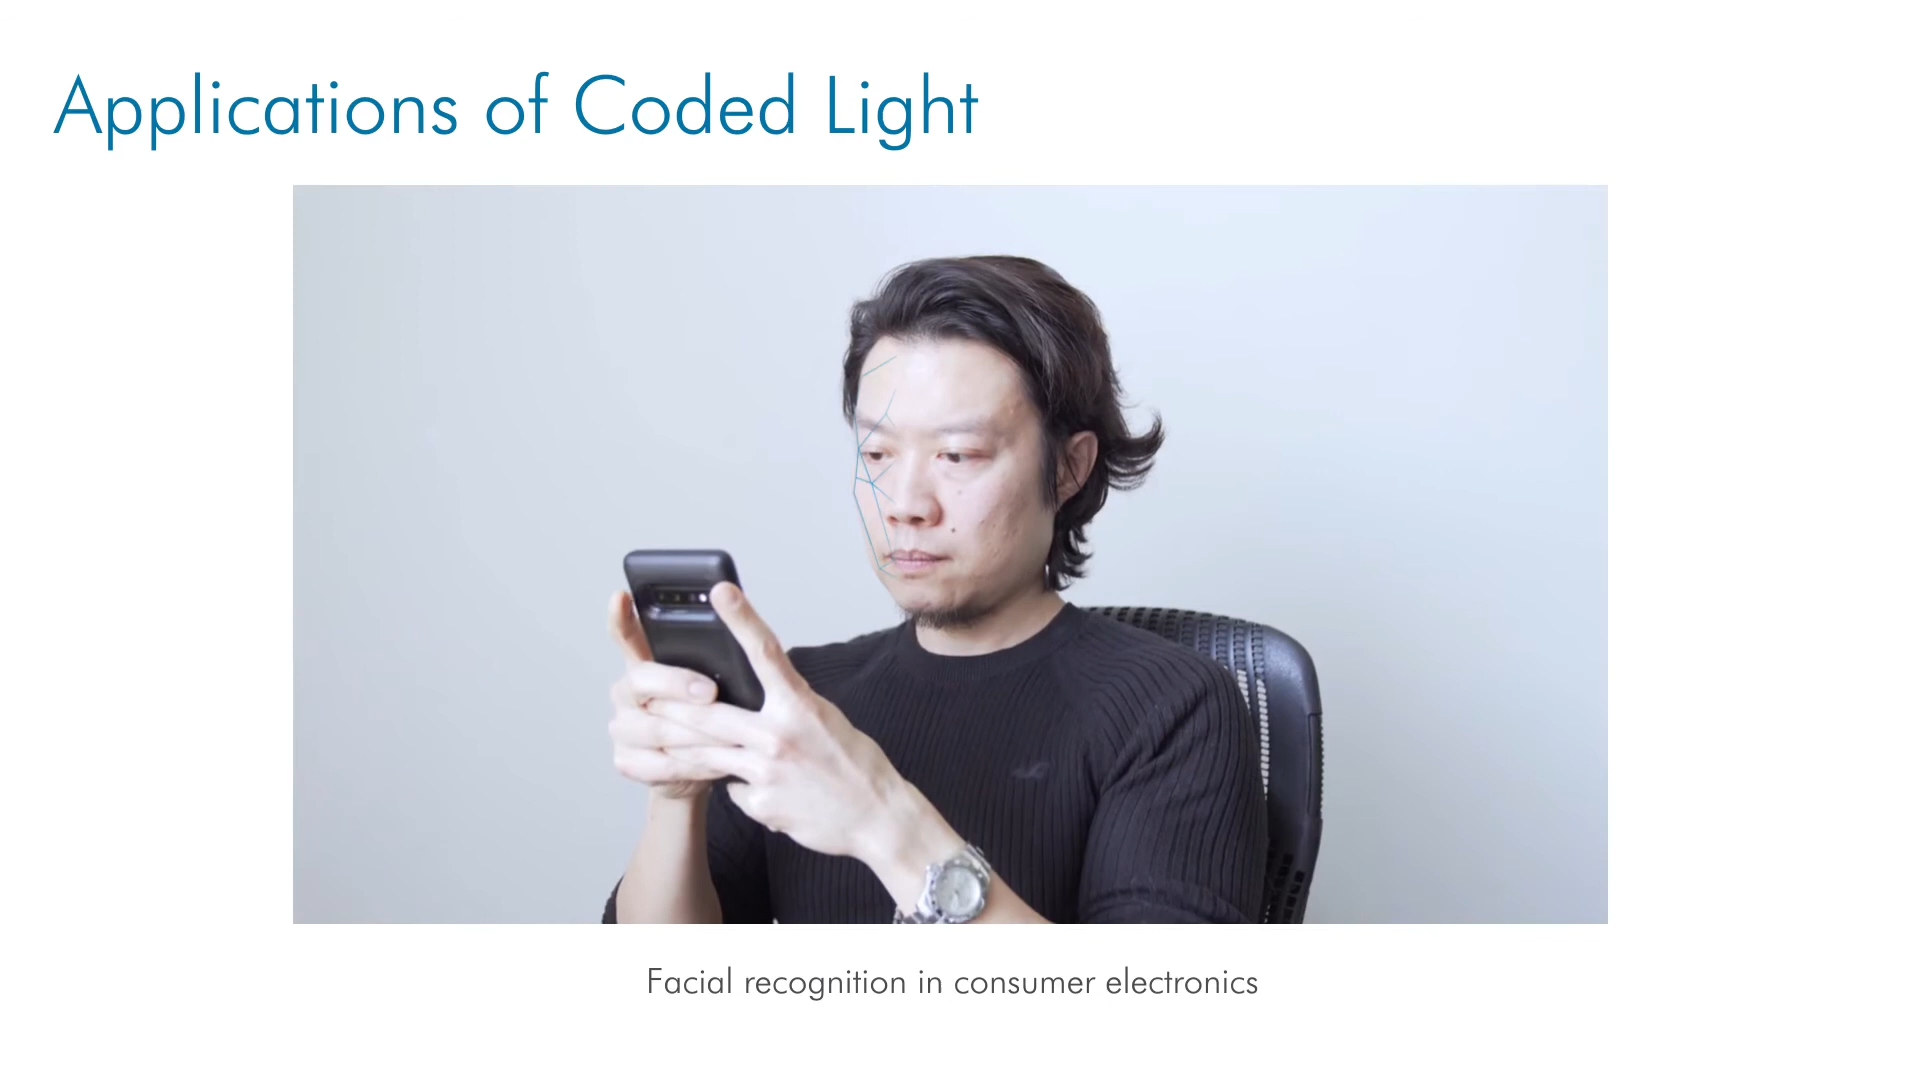 Applications of Coded Light
Facial recognition in consumer electronics